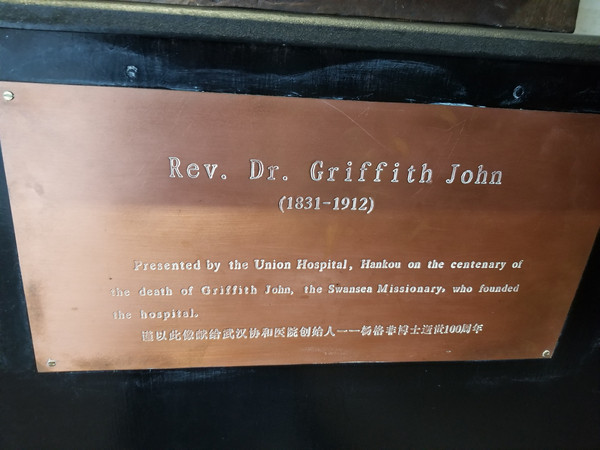 Rev. Dr. Griffith John
(1831-1912)
Presented by the Union Hospital, Hankou on the centenary of
the death of Griffith John, the Swansea Missionary, who founded
the hospital.
谨以此像献给武汉协和医院创始人——杨格非博士逝世100周年